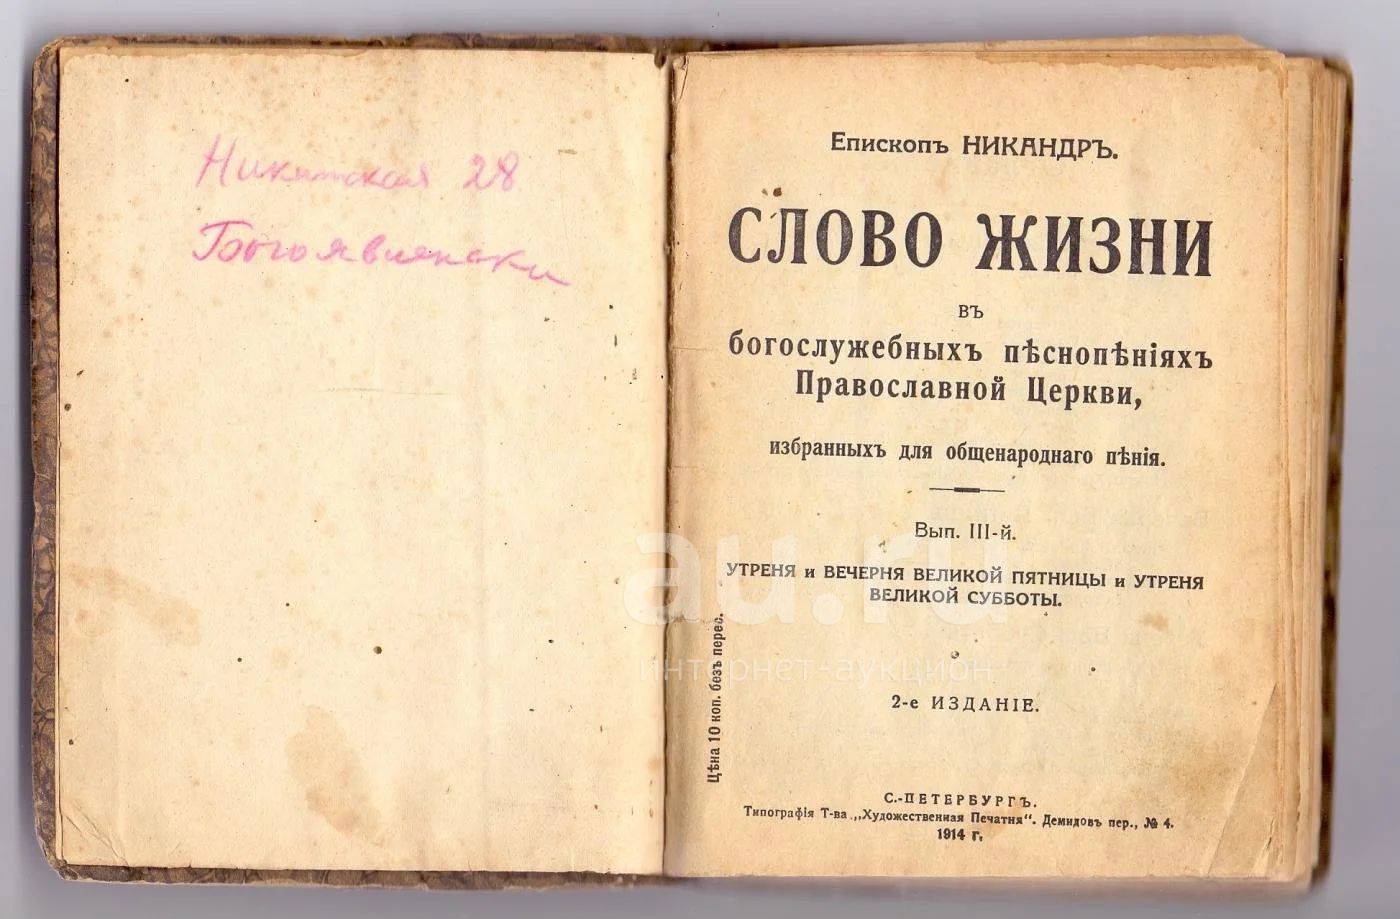 Никитская 28
Богоявленски
Епископъ НИКАНДРЪ.
СЛОВО ЖИЗНИ
въ
богослужебныхъ пѣснопѣніяхъ
Православной Церкви,
избранныхъ для общенароднаго пѣнія.
Вып. III-й.
УТРЕНЯ и ВЕЧЕРНЯ ВЕЛИКОЙ ПЯТНИЦЫ и УТРЕНЯ
ВЕЛИКОЙ СУББОТЫ.
au.ru
интернет-аукцион
Цѣна 10 коп. безъ перес.
2-е ИЗДАНІЕ.
С.-ПЕТЕРБУРГЪ.
Типографія Т-ва „Художественная Печатня". Демидовъ пер., № 4.
1914 г.